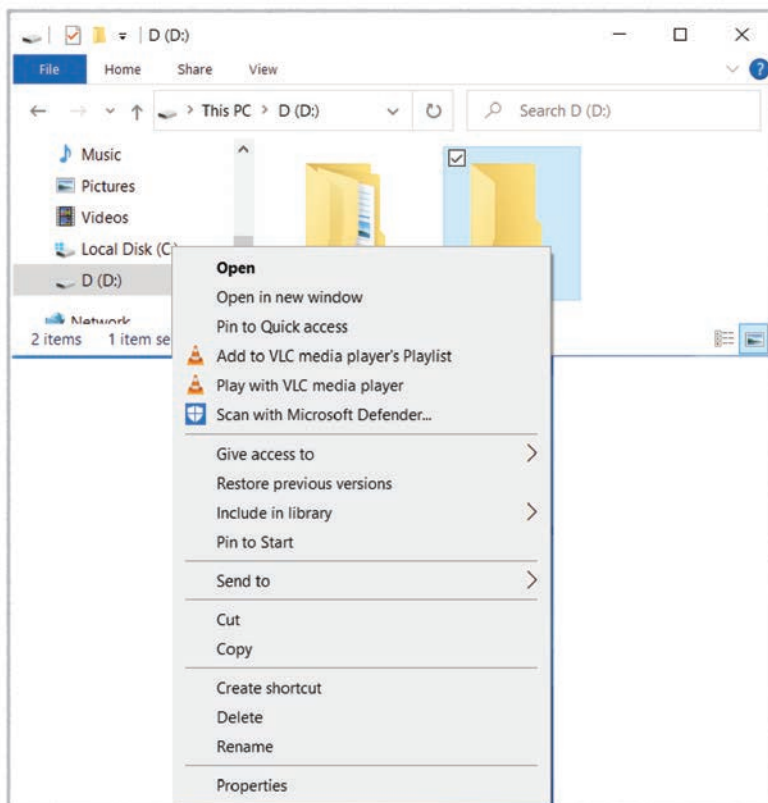 D (D:)
File Home Share View
This PC > D (D:) Search D (D:)
Music
Pictures
Videos
Local Disk (C
D (D:)
Network
2 items 1 item se
Open
Open in new window
Pin to Quick access
Add to VLC media player's Playlist
Play with VLC media player
Scan with Microsoft Defender...
Give access to
Restore previous versions
Include in library
Pin to Start
Send to
Cut
Copy
Create shortcut
Delete
Rename
Properties